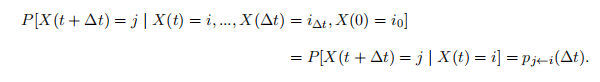 P[X(t + Δt) = j | X(t) = i, ..., X(Δt) = i_{Δt}, X(0) = i_0]
= P[X(t + Δt) = j | X(t) = i] = p_{j←i}(Δt).